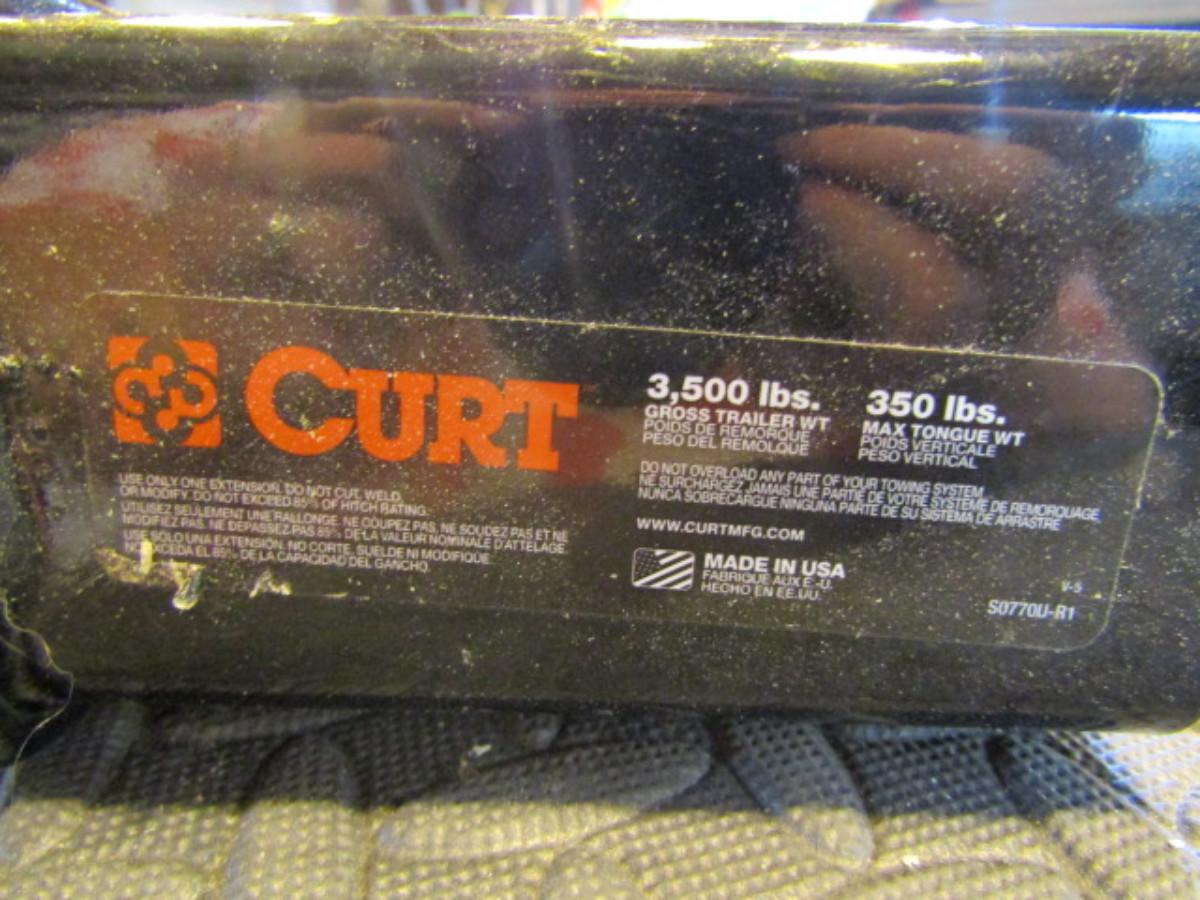 CURT
USE ONLY ONE EXTENSION. DO NOT CUT, WELD,
OR MODIFY. DO NOT EXCEED 85% OF HITCH RATING.
UTILISEZ SEULEMENT UNE RALLONGE. NE COUPEZ PAS, NE SOUDEZ PAS ET NE
MODIFIEZ PAS. NE DEPASSEZ PAS 85% DE LA VALEUR NOMINALE D'ATTELAGE
USE SOLO UNA EXTENSIÓN. NO CORTE, SUELDE NI MODIFIQUE.
NO EXCEDA EL 85% DE LA CAPACIDAD DEL GANCHO.
3,500 lbs.
GROSS TRAILER WT
POIDS DE REMORQUE
PESO DEL REMOLQUE
350 lbs.
MAX TONGUE WT
POIDS VERTICALE
PESO VERTICAL
DO NOT OVERLOAD ANY PART OF YOUR TOWING SYSTEM
NE SURCHARGEZ JAMAIS UNE PARTIE DE VOTRE SYSTÈME DE REMORQUAGE,
NUNCA SOBRECARGUE NINGUNA PARTE DE SU SISTEMA DE ARRASTRE
WWW.CURTMFG.COM
MADE IN USA
FABRIQUE AUX E.-U.
HECHO EN EE.UU.
V-5
S0770U-R1